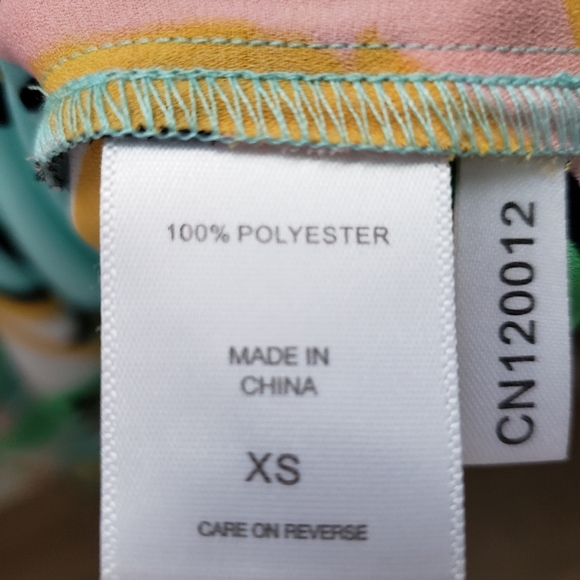 100% POLYESTER
MADE IN
CHINA
XS
CARE ON REVERSE
CN120012